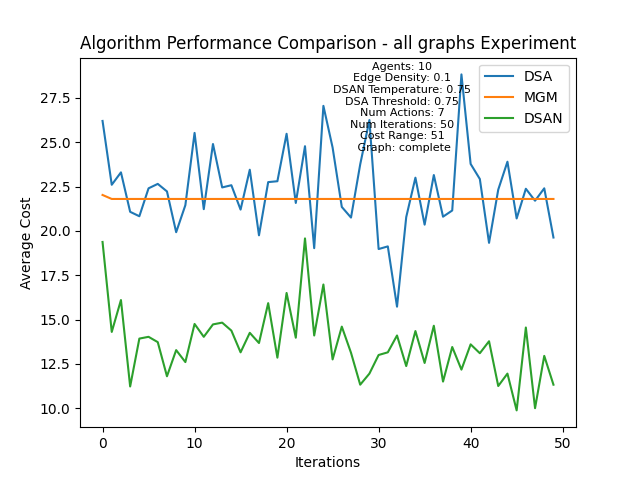 Algorithm Performance Comparison - all graphs Experiment
Agents: 10
Edge Density: 0.1
DSAN Temperature: 0.75
DSA Threshold: 0.75
Num Actions: 7
Num Iterations: 50
Cost Range: 51
Graph: complete
DSA
MGM
DSAN
Average Cost
27.5
25.0
22.5
20.0
17.5
15.0
12.5
10.0
0
10
20
30
40
50
Iterations